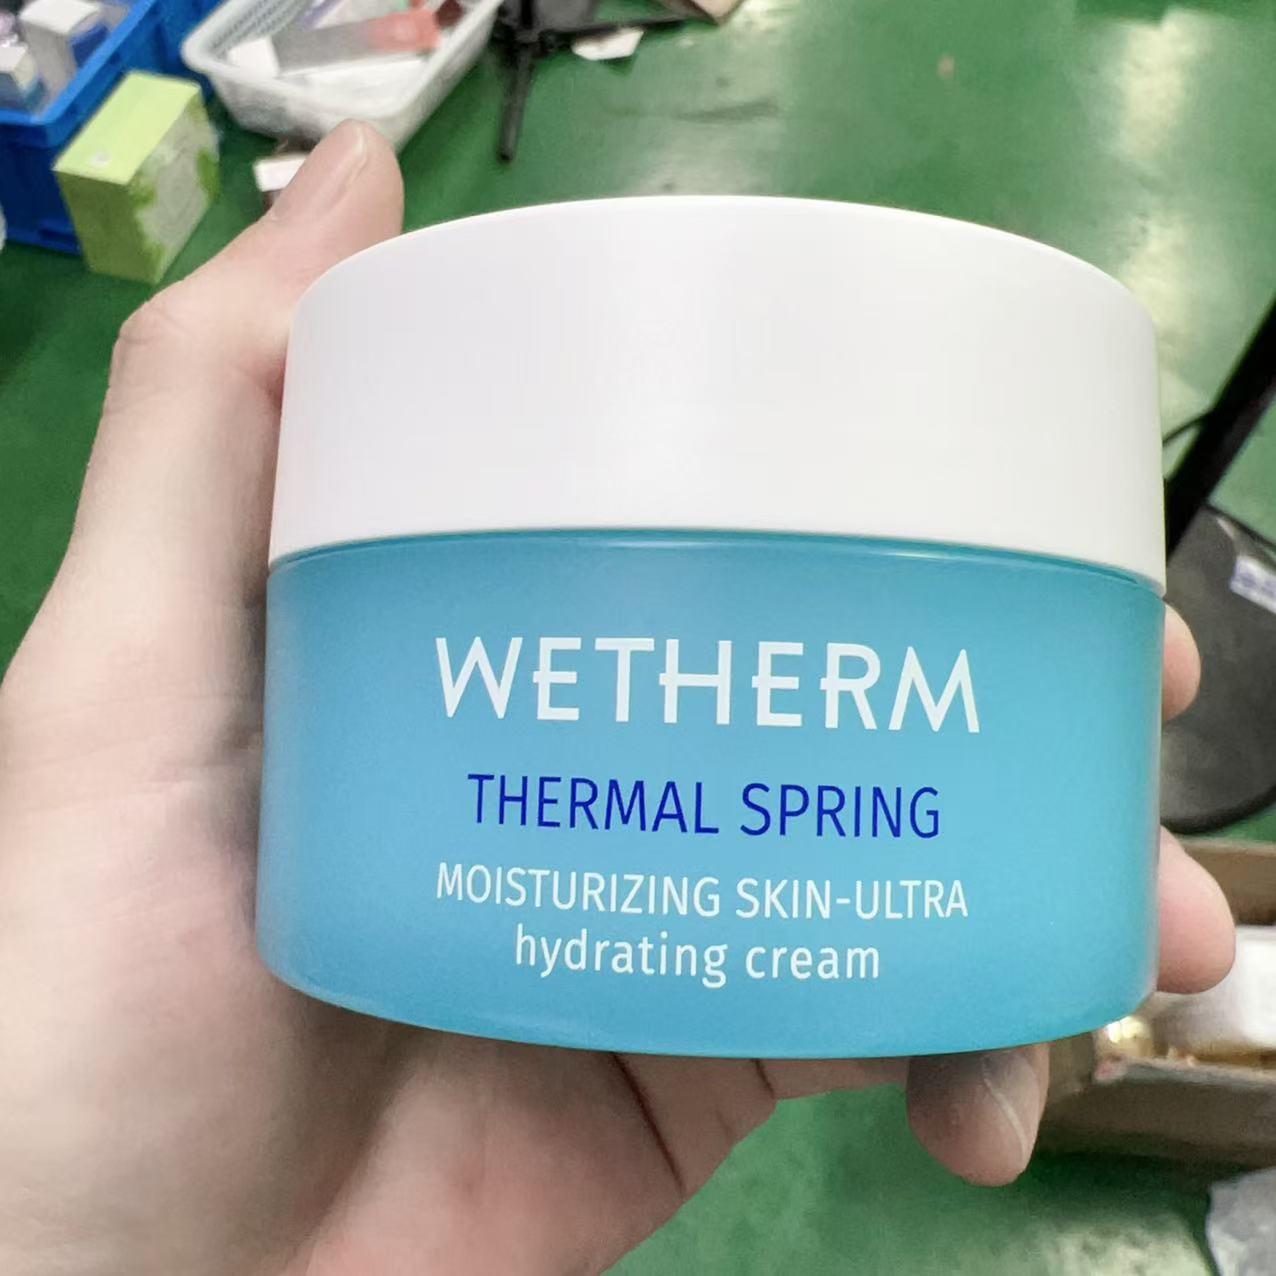 WETHERM
THERMAL SPRING
MOISTURIZING SKIN-ULTRA
hydrating cream